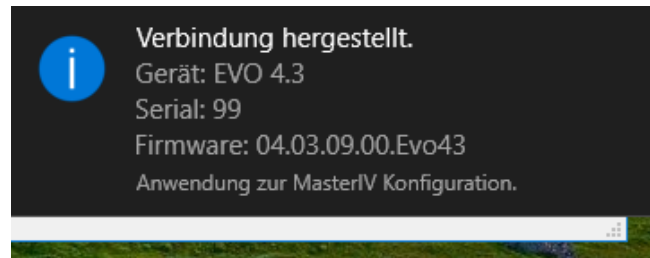 Verbindung hergestellt.
Gerät: EVO 4.3
Serial: 99
Firmware: 04.03.09.00.Evo43
Anwendung zur MasterIV Konfiguration.